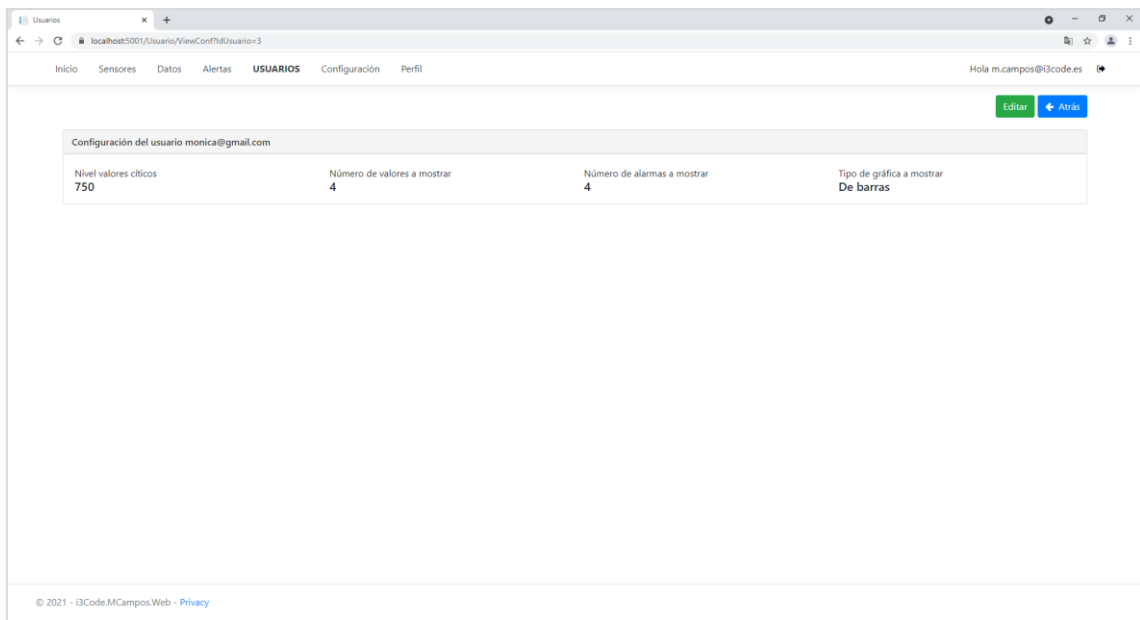 Usuarios
localhost:5001/Usuario/ViewConf?IdUsuario=3
Inicio Sensores Datos Alertas USUARIOS Configuración Perfil Hola m.campos@i3code.es
Editar Atrás
Configuración del usuario monica@gmail.com
Nivel valores cíticos Número de valores a mostrar Número de alarmas a mostrar Tipo de gráfica a mostrar
750 4 4 De barras
© 2021 - i3Code.MCampos.Web - Privacy